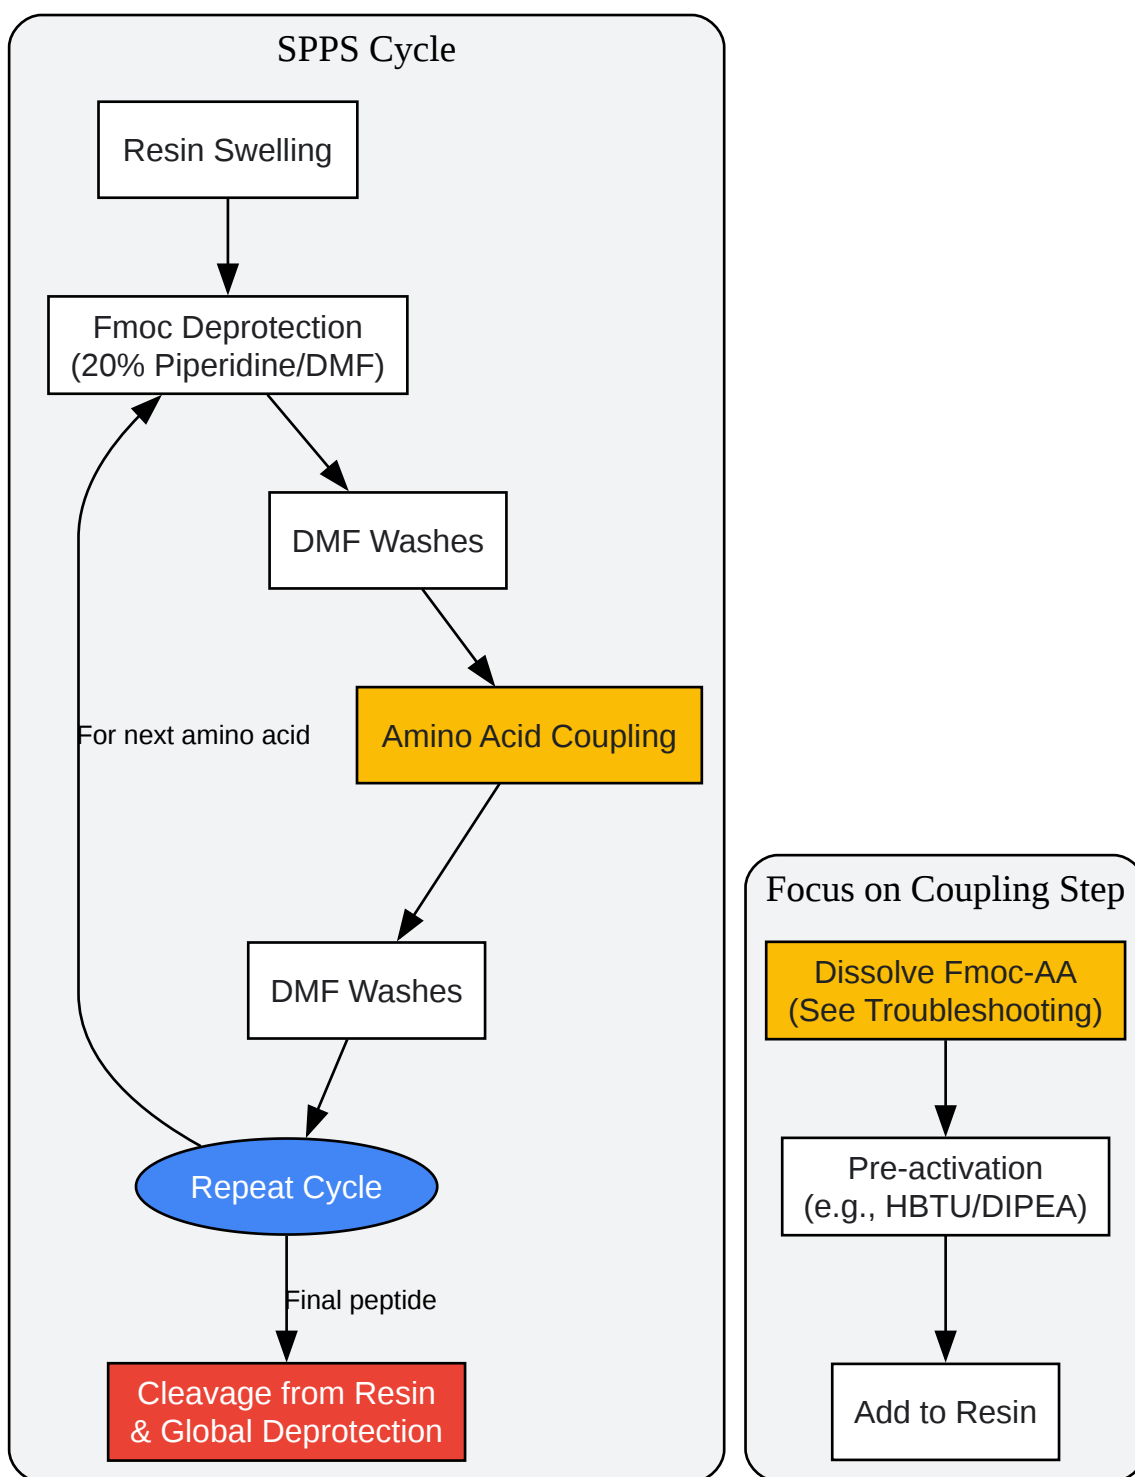 SPPS Cycle
Resin Swelling
Fmoc Deprotection
(20% Piperidine/DMF)
DMF Washes
For next amino acid
Amino Acid Coupling
DMF Washes
Repeat Cycle
Final peptide
Cleavage from Resin
& Global Deprotection
Focus on Coupling Step
Dissolve Fmoc-AA
(See Troubleshooting)
Pre-activation
(e.g., HBTU/DIPEA)
Add to Resin